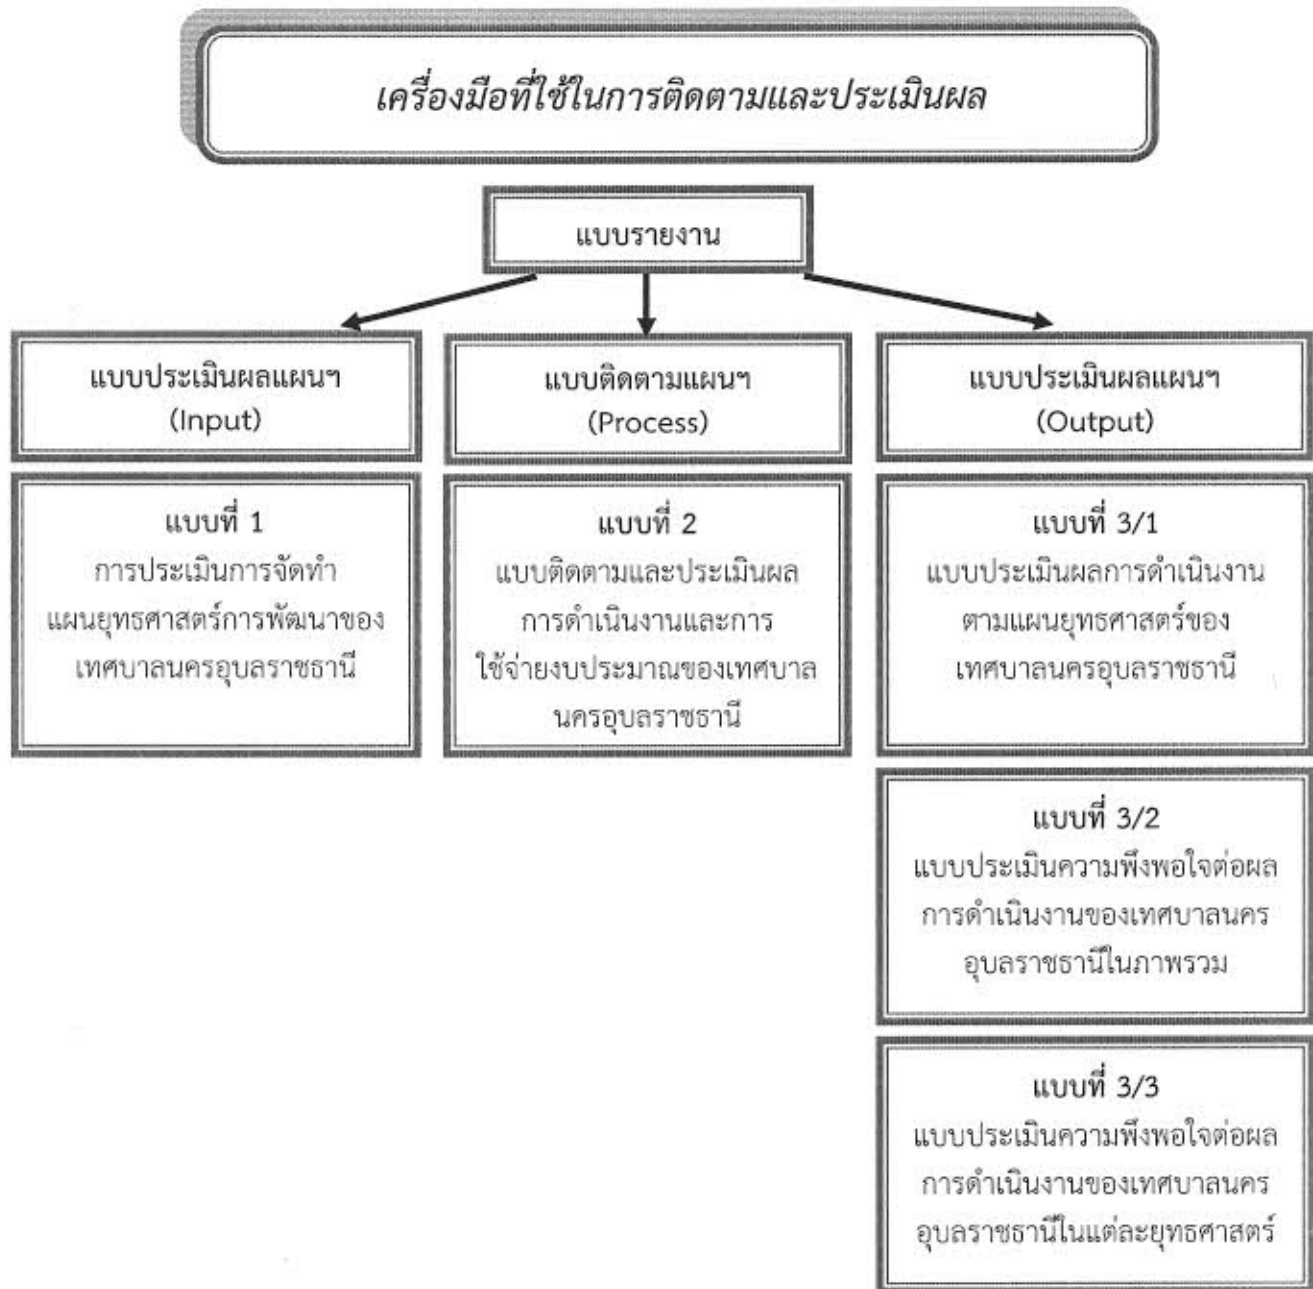 เครื่องมือที่ใช้ในการติดตามและประเมินผล
แบบรายงาน
แบบประเมินผลแผนฯ
(Input)
แบบที่ 1
การประเมินการจัดทำ
แผนยุทธศาสตร์การพัฒนาของ
เทศบาลนครอุบลราชธานี
แบบติดตามแผนฯ
(Process)
แบบที่ 2
แบบติดตามและประเมินผล
การดำเนินงานและการ
ใช้จ่ายงบประมาณของเทศบาล
นครอุบลราชธานี
แบบประเมินผลแผนฯ
(Output)
แบบที่ 3/1
แบบประเมินผลการดำเนินงาน
ตามแผนยุทธศาสตร์ของ
เทศบาลนครอุบลราชธานี
แบบที่ 3/2
แบบประเมินความพึงพอใจต่อผล
การดำเนินงานของเทศบาลนคร
อุบลราชธานีในภาพรวม
แบบที่ 3/3
แบบประเมินความพึงพอใจต่อผล
การดำเนินงานของเทศบาลนคร
อุบลราชธานีในแต่ละยุทธศาสตร์